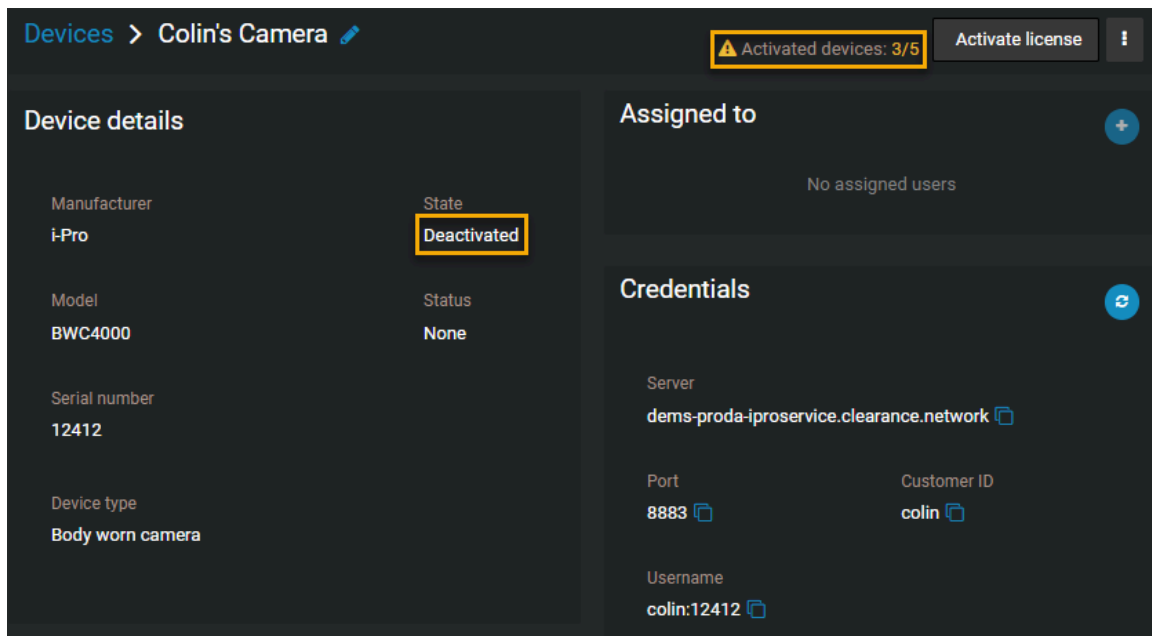 Devices > Colin's Camera
Activated devices: 3/5
Activate license
Device details
Manufacturer
i-Pro
State
Deactivated
Model
BWC4000
Status
None
Serial number
12412
Device type
Body worn camera
Assigned to
No assigned users
Credentials
Server
dems-proda-iproservice.clearance.network
Port
8883
Customer ID
colin
Username
colin:12412